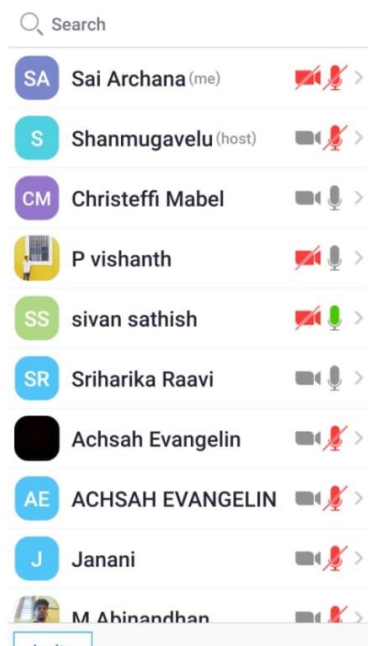 Search
SA Sai Archana (me)
S Shanmugavelu (host)
CM Christeffi Mabel
P vishanth
SS sivan sathish
SR Sriharika Raavi
Achsah Evangelin
AE ACHSAH EVANGELIN
J Janani
M Abinandhan